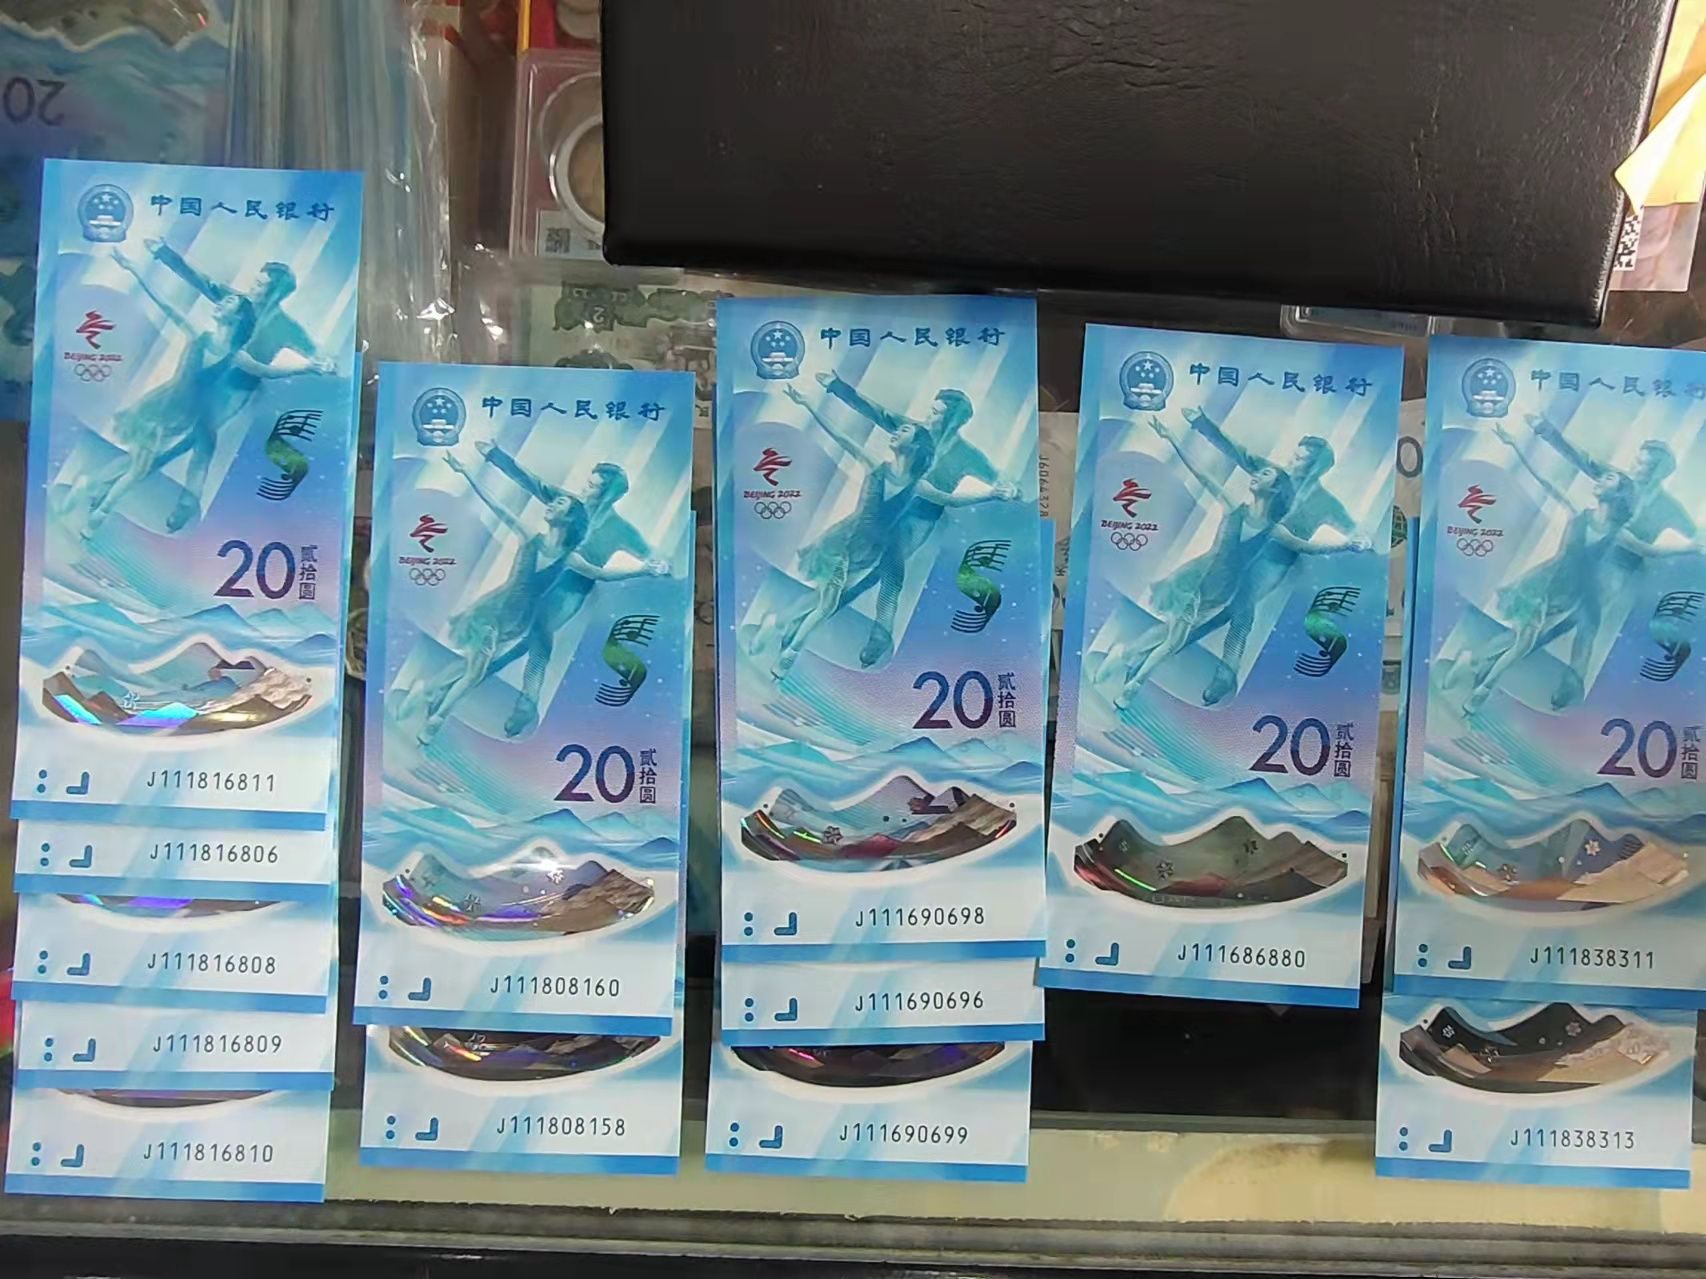 20
中国人民银行
BEIJING 2022
20 贰拾圆
J111816811
J111816806
J111816808
J111816809
J111816810
中国人民银行
BEIJING 2022
20 贰拾圆
J111808160
J111808158
中国人民银行
BEIJING 2022
20 贰拾圆
J111690698
J111690696
J111690699
中国人民银行
BEIJING 2022
20 贰拾圆
J111686880
中国人民银行
BEIJING 2022
20 贰拾圆
J111838311
J111838313